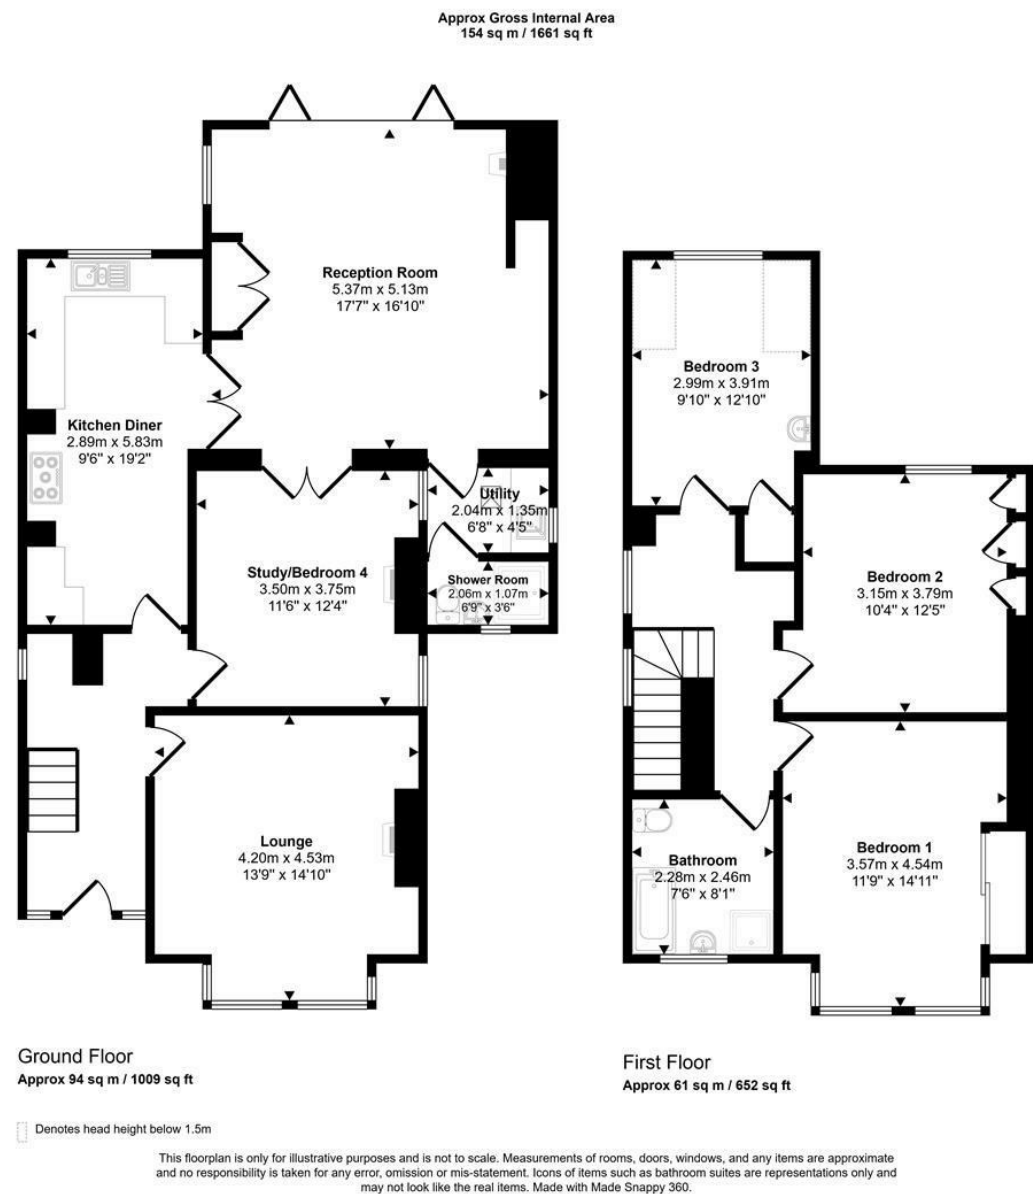 Approx Gross Internal Area
154 sq m / 1661 sq ft
Reception Room
5.37m x 5.13m
17'7" x 16'10"
Kitchen Diner
2.89m x 5.83m
9'6" x 19'2"
Utility
2.04m x 1.35m
6'8" x 4'5"
Study/Bedroom 4
3.50m x 3.75m
11'6" x 12'4"
Shower Room
2.06m x 1.07m
6'9" x 3'6"
Lounge
4.20m x 4.53m
13'9" x 14'10"
Ground Floor
Approx 94 sq m / 1009 sq ft
Bedroom 3
2.99m x 3.91m
9'10" x 12'10"
Bedroom 2
3.15m x 3.79m
10'4" x 12'5"
Bedroom 1
3.57m x 4.54m
11'9" x 14'11"
Bathroom
2.28m x 2.46m
7'6" x 8'1"
First Floor
Approx 61 sq m / 652 sq ft
Denotes head height below 1.5m
This floorplan is only for illustrative purposes and is not to scale. Measurements of rooms, doors, windows, and any items are approximate
and no responsibility is taken for any error, omission or mis-statement. Icons of items such as bathroom suites are representations only and
may not look like the real items. Made with Made Snappy 360.